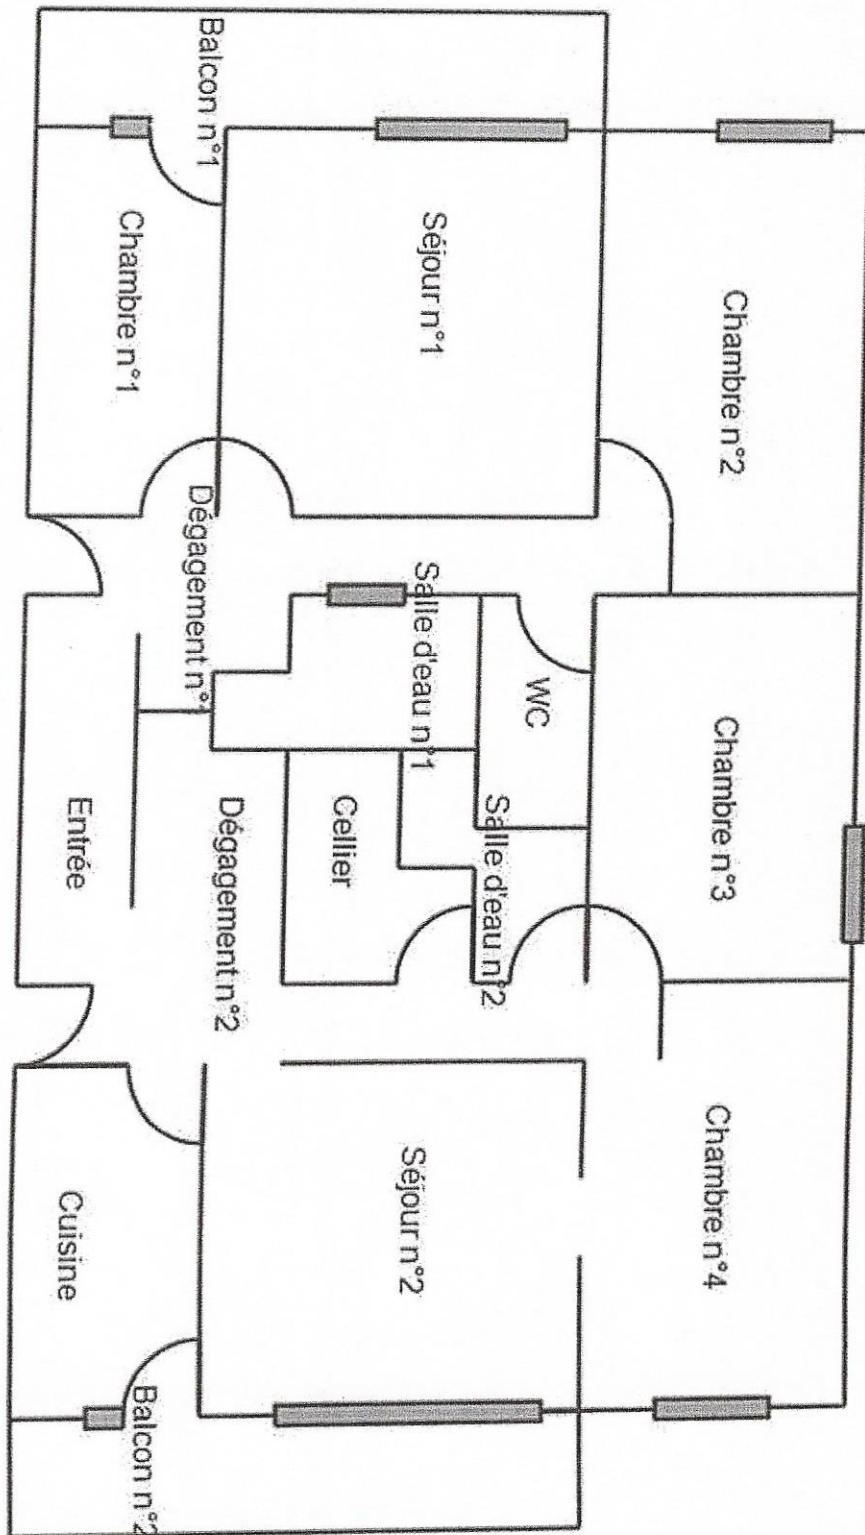 Balcon n°1
Chambre n°1
Séjour n°1
Chambre n°2
Dégagement n°1
Salle d'eau n°1
WC
Chambre n°3
Entrée
Dégagement n°2
Cellier
Salle d'eau n°2
Cuisine
Séjour n°2
Chambre n°4
Balcon n°2